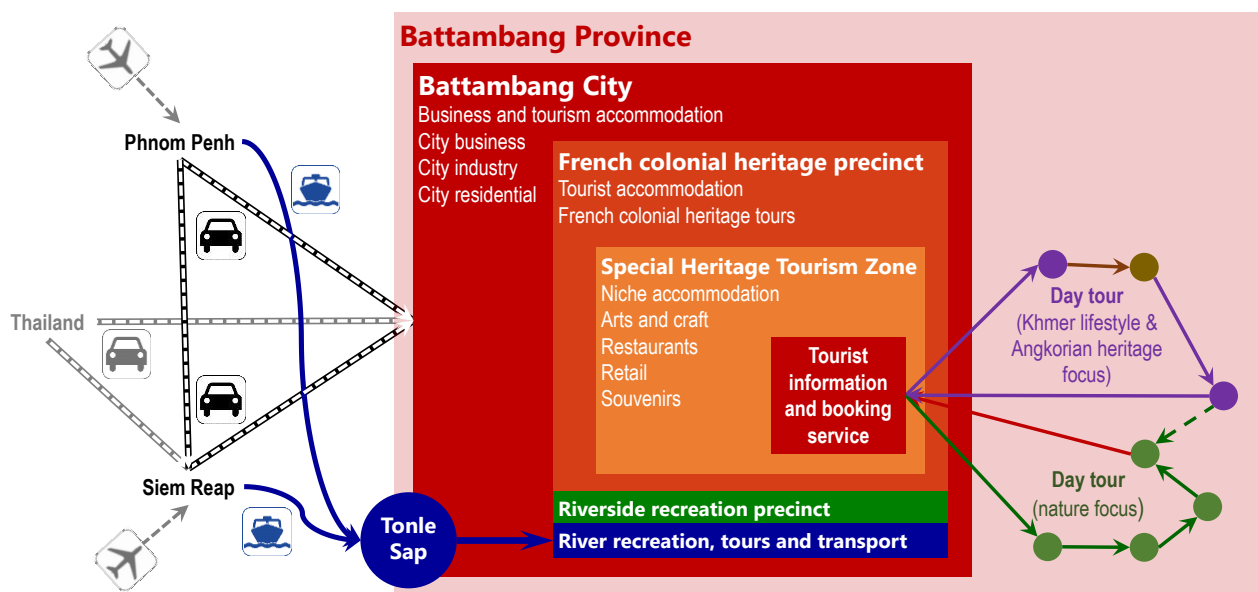 Battambang Province
Battambang City
Business and tourism accommodation
City business
City industry
City residential
French colonial heritage precinct
Tourist accommodation
French colonial heritage tours
Special Heritage Tourism Zone
Niche accommodation
Arts and craft
Restaurants
Retail
Souvenirs
Tourist
information
and booking
service
Riverside recreation precinct
River recreation, tours and transport
Phnom Penh
Thailand
Siem Reap
Tonle
Sap
Day tour
(Khmer lifestyle &
Angkorian heritage
focus)
Day tour
(nature focus)